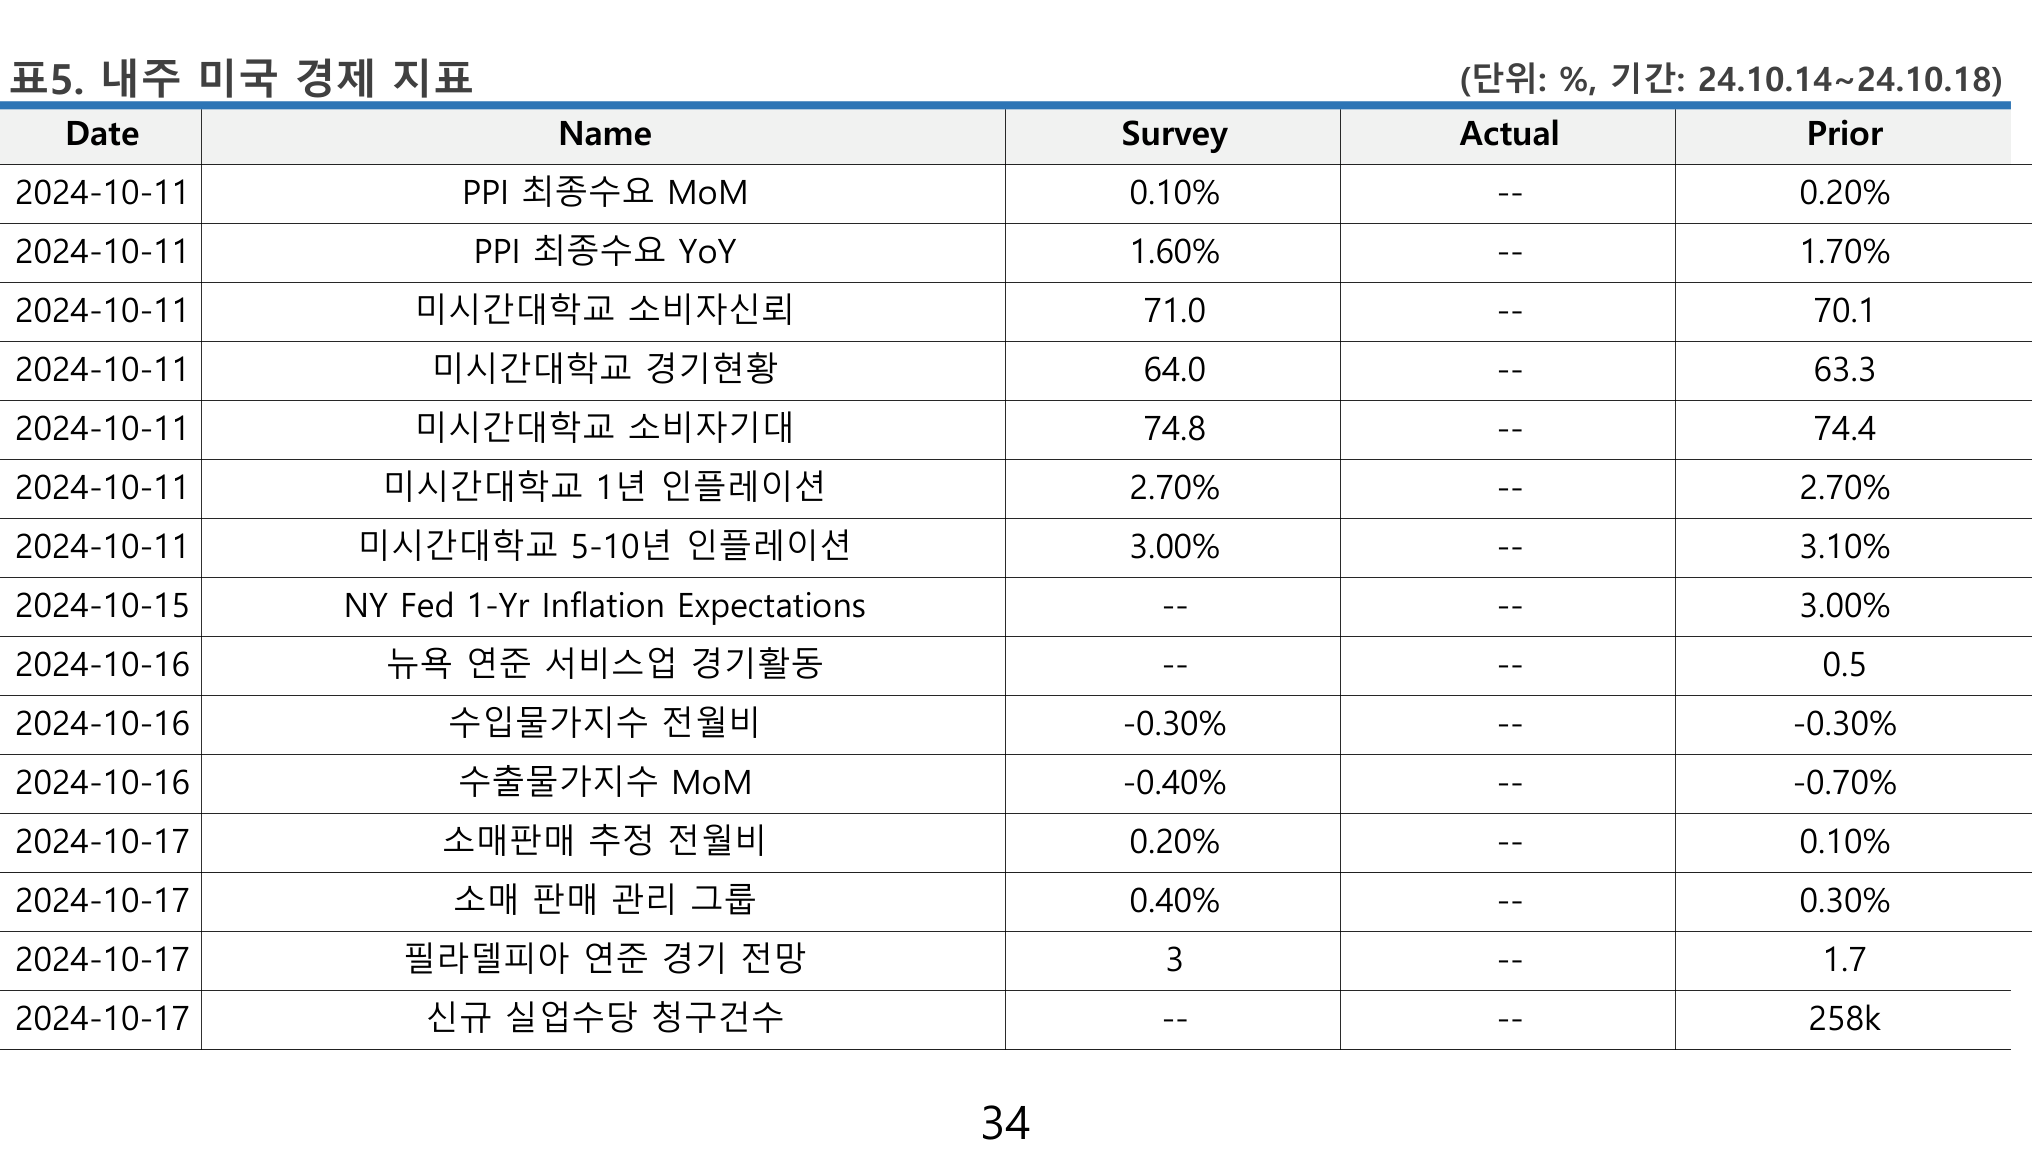 표5. 내주 미국 경제 지표 (단위: %, 기간: 24.10.14~24.10.18)
Date Name Survey Actual Prior
2024-10-11 PPI 최종수요 MoM 0.10% -- 0.20%
2024-10-11 PPI 최종수요 YoY 1.60% -- 1.70%
2024-10-11 미시간대학교 소비자신뢰 71.0 -- 70.1
2024-10-11 미시간대학교 경기현황 64.0 -- 63.3
2024-10-11 미시간대학교 소비자기대 74.8 -- 74.4
2024-10-11 미시간대학교 1년 인플레이션 2.70% -- 2.70%
2024-10-11 미시간대학교 5-10년 인플레이션 3.00% -- 3.10%
2024-10-15 NY Fed 1-Yr Inflation Expectations -- -- 3.00%
2024-10-16 뉴욕 연준 서비스업 경기활동 -- -- 0.5
2024-10-16 수입물가지수 전월비 -0.30% -- -0.30%
2024-10-16 수출물가지수 MoM -0.40% -- -0.70%
2024-10-17 소매판매 추정 전월비 0.20% -- 0.10%
2024-10-17 소매 판매 관리 그룹 0.40% -- 0.30%
2024-10-17 필라델피아 연준 경기 전망 3 -- 1.7
2024-10-17 신규 실업수당 청구건수 -- -- 258k
34